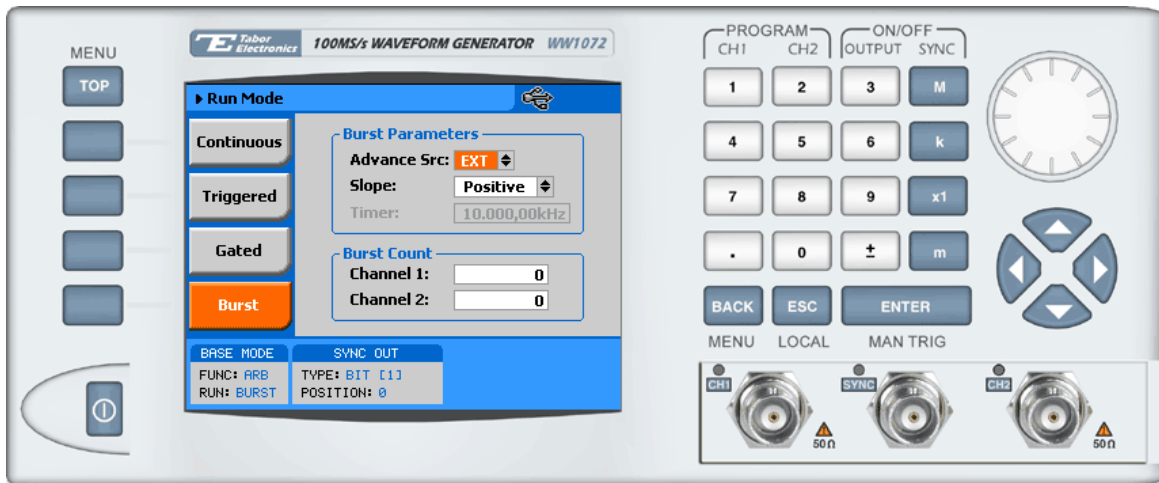 MENU
TOP
Tabor
Electronics
100MS/s WAVEFORM GENERATOR WW1072
Run Mode
Continuous
Triggered
Gated
Burst
Burst Parameters
Advance Src: EXT
Slope: Positive
Timer: 10.000,00kHz
Burst Count
Channel 1: 0
Channel 2: 0
BASE MODE
FUNC: ARB
RUN: BURST
SYNC OUT
TYPE: BIT [1]
POSITION: 0
PROGRAM ON/OFF
CH1 CH2 OUTPUT SYNC
1 2 3 M
4 5 6 k
7 8 9 x1
. 0 ± m
BACK ESC ENTER
MENU LOCAL MAN TRIG
CH1 SYNC CH2
50Ω 50Ω